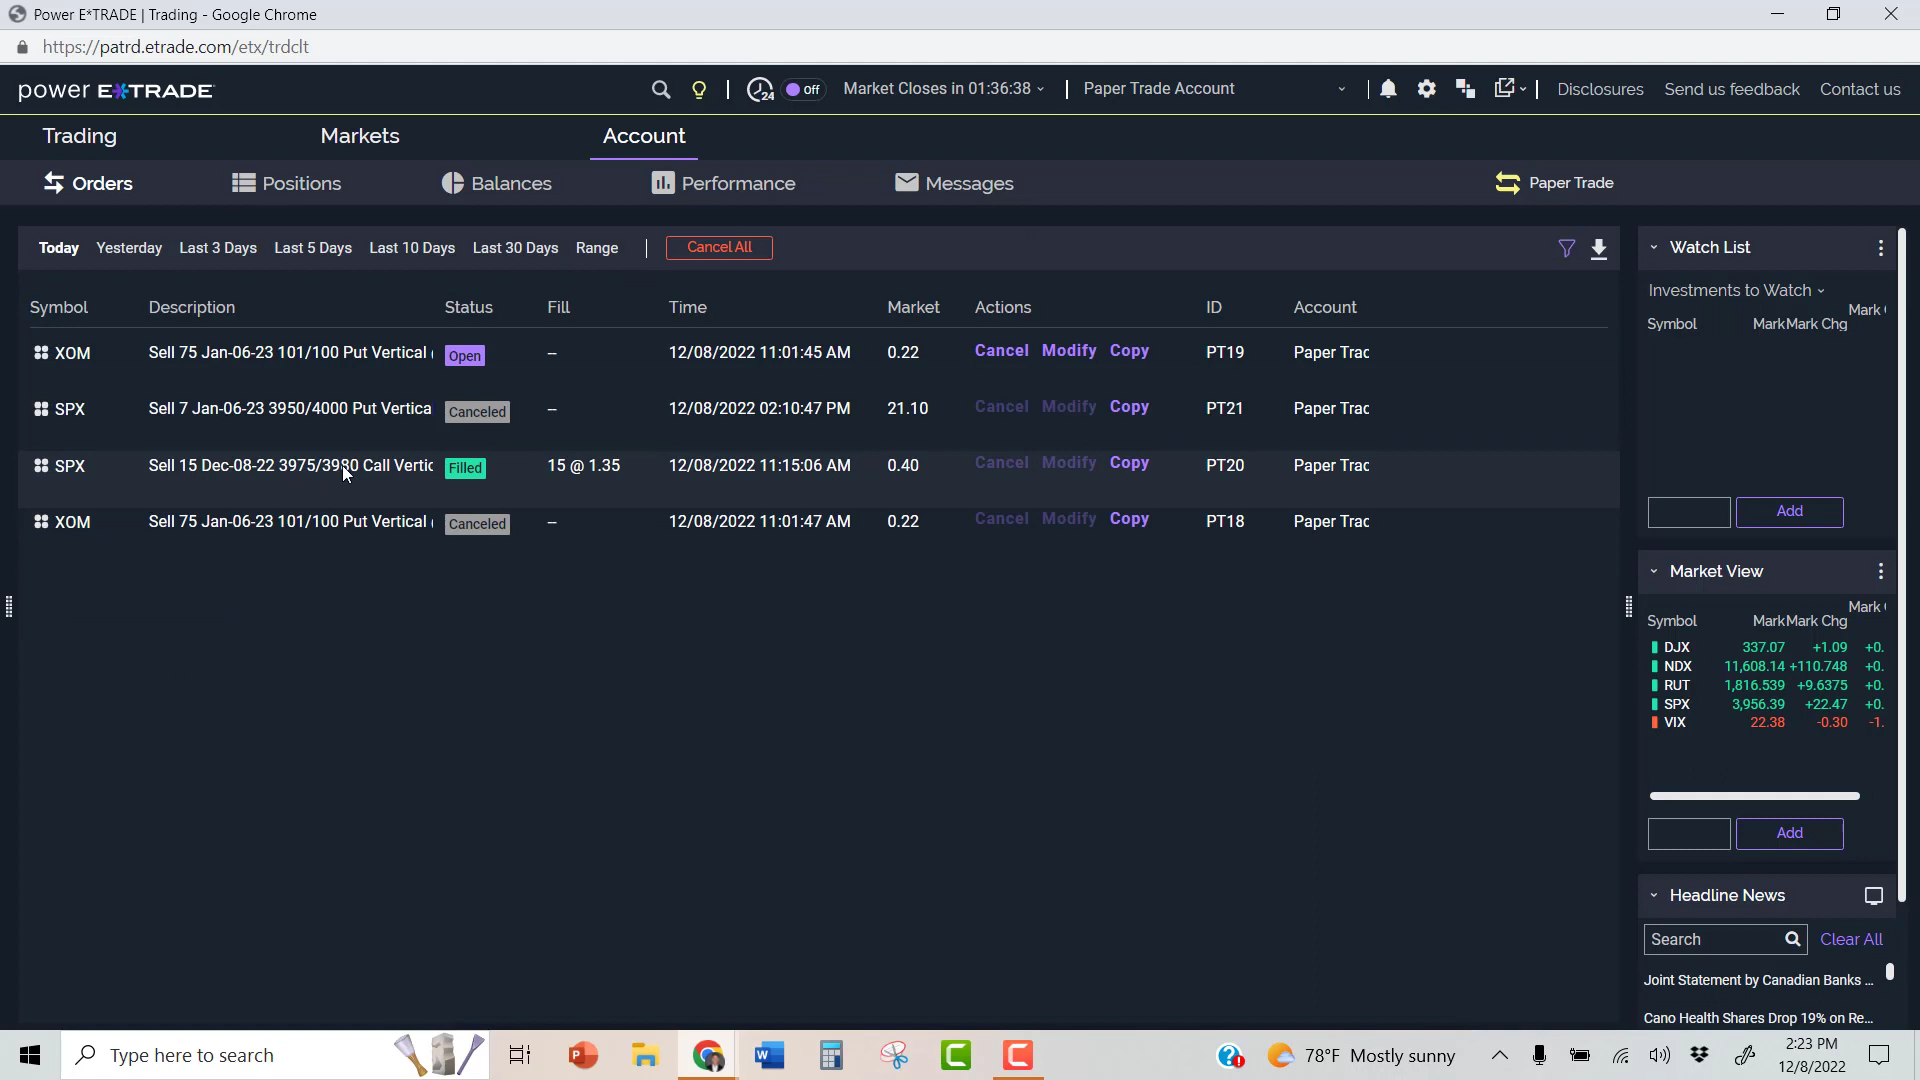 Power E*TRADE | Trading - Google Chrome
https://patrd.etrade.com/etx/trdclt
power E*TRADE
24 off Market Closes in 01:36:38 Paper Trade Account Disclosures Send us feedback Contact us
Trading Markets Account
Orders Positions Balances Performance Messages Paper Trade
Today Yesterday Last 3 Days Last 5 Days Last 10 Days Last 30 Days Range Cancel All
Symbol Description Status Fill Time Market Actions ID Account
XOM Sell 75 Jan-06-23 101/100 Put Vertical Open -- 12/08/2022 11:01:45 AM 0.22 Cancel Modify Copy PT19 Paper Trad
SPX Sell 7 Jan-06-23 3950/4000 Put Vertica Canceled -- 12/08/2022 02:10:47 PM 21.10 Cancel Modify Copy PT21 Paper Trad
SPX Sell 15 Dec-08-22 3975/3980 Call Vertic Filled 15 @ 1.35 12/08/2022 11:15:06 AM 0.40 Cancel Modify Copy PT20 Paper Trad
XOM Sell 75 Jan-06-23 101/100 Put Vertical Canceled -- 12/08/2022 11:01:47 AM 0.22 Cancel Modify Copy PT18 Paper Trad
Watch List
Investments to Watch
Mark
Symbol Mark Mark Chg
Add
Market View
Mark
Symbol Mark Mark Chg
DJX 337.07 +1.09 +0.
NDX 11,608.14 +110.748 +0.
RUT 1,816.539 +9.6375 +0.
SPX 3,956.39 +22.47 +0.
VIX 22.38 -0.30 -1.
Add
Headline News
Search Clear All
Joint Statement by Canadian Banks ...
Cano Health Shares Drop 19% on Re...
Type here to search
78°F Mostly sunny
2:23 PM
12/8/2022